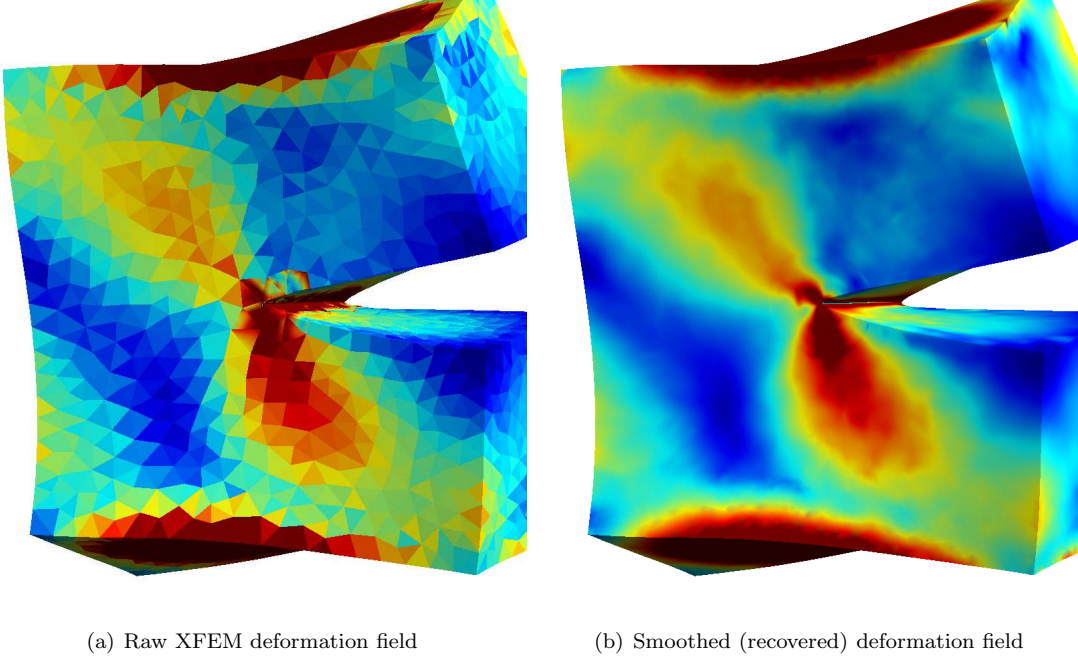 (a) Raw XFEM deformation field
(b) Smoothed (recovered) deformation field